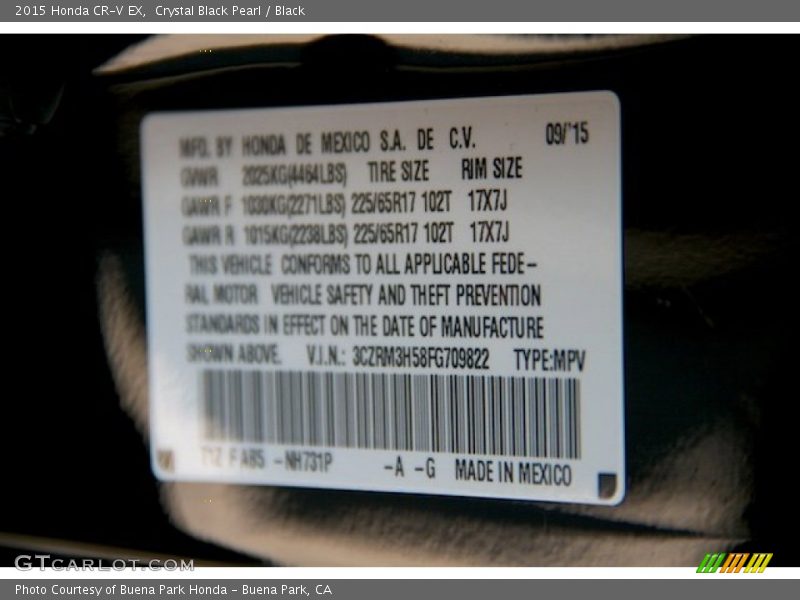 2015 Honda CR-V EX, Crystal Black Pearl / Black
MFD. BY HONDA DE MEXICO S.A. DE C.V. 09/'15
GVWR 2025KG(4464LBS) TIRE SIZE RIM SIZE
GAWR F 1030KG(2271LBS) 225/65R17 102T 17X7J
GAWR R 1015KG(2238LBS) 225/65R17 102T 17X7J
THIS VEHICLE CONFORMS TO ALL APPLICABLE FEDE-
RAL MOTOR VEHICLE SAFETY AND THEFT PREVENTION
STANDARDS IN EFFECT ON THE DATE OF MANUFACTURE
SHOWN ABOVE. V.I.N.: 3CZRM3H58FG709822 TYPE:MPV
F AB5 -NH731P -A -G MADE IN MEXICO
GTCARLOT.COM
Photo Courtesy of Buena Park Honda - Buena Park, CA